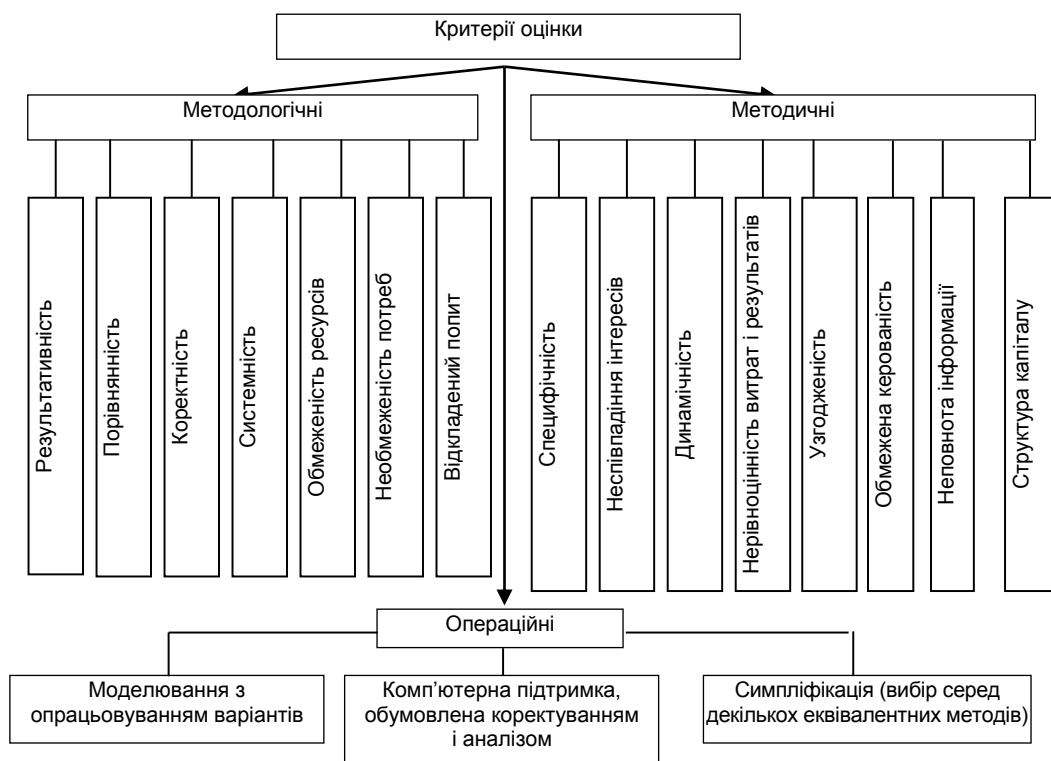 Критерії оцінки
Методологічні
Методичні
Результативність
Порівнянність
Коректність
Системність
Обмеженість ресурсів
Необмеженість потреб
Відкладений попит
Специфічність
Неспівпадіння інтересів
Динамічність
Нерівноцінність витрат і результатів
Узгодженість
Обмежена керованість
Неповнота інформації
Структура капіталу
Операційні
Моделювання з
опрацьовуванням варіантів
Комп’ютерна підтримка,
обумовлена коректуванням
і аналізом
Симпліфікація (вибір серед
декількох еквівалентних методів)